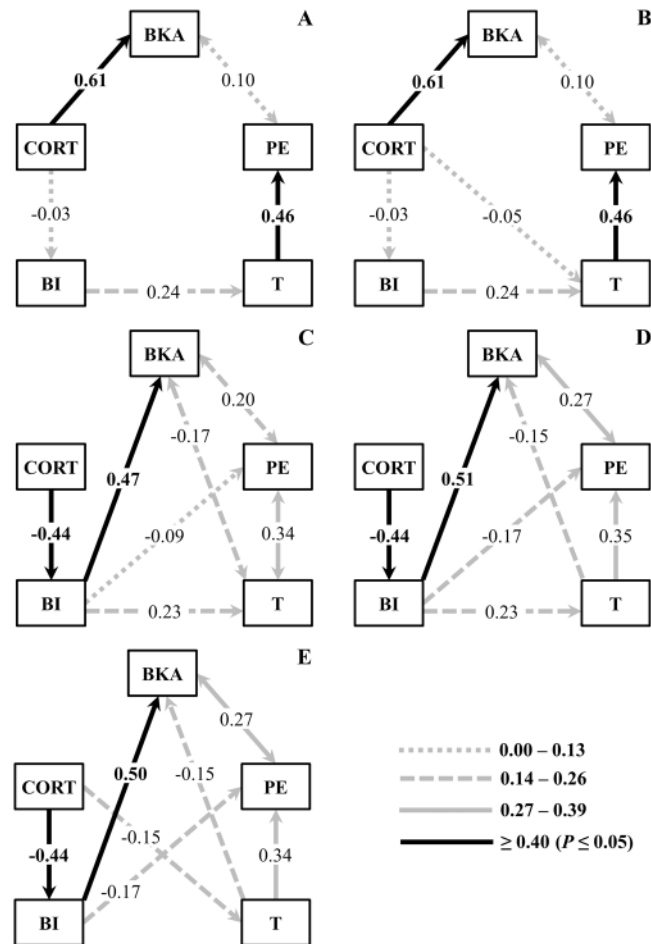 A
BKA
0.61
0.10
CORT
PE
-0.03
0.46
BI
0.24
T
B
BKA
0.61
0.10
CORT
PE
-0.03
-0.05
0.46
BI
0.24
T
C
BKA
0.20
-0.17
CORT
0.47
PE
-0.44
-0.09
0.34
BI
0.23
T
D
BKA
0.27
-0.15
CORT
0.51
PE
-0.44
-0.17
0.35
BI
0.23
T
E
BKA
0.27
0.50
-0.15
CORT
PE
-0.44
-0.15
0.34
-0.17
BI
T
0.00 – 0.13
0.14 – 0.26
0.27 – 0.39
≥ 0.40 (P ≤ 0.05)